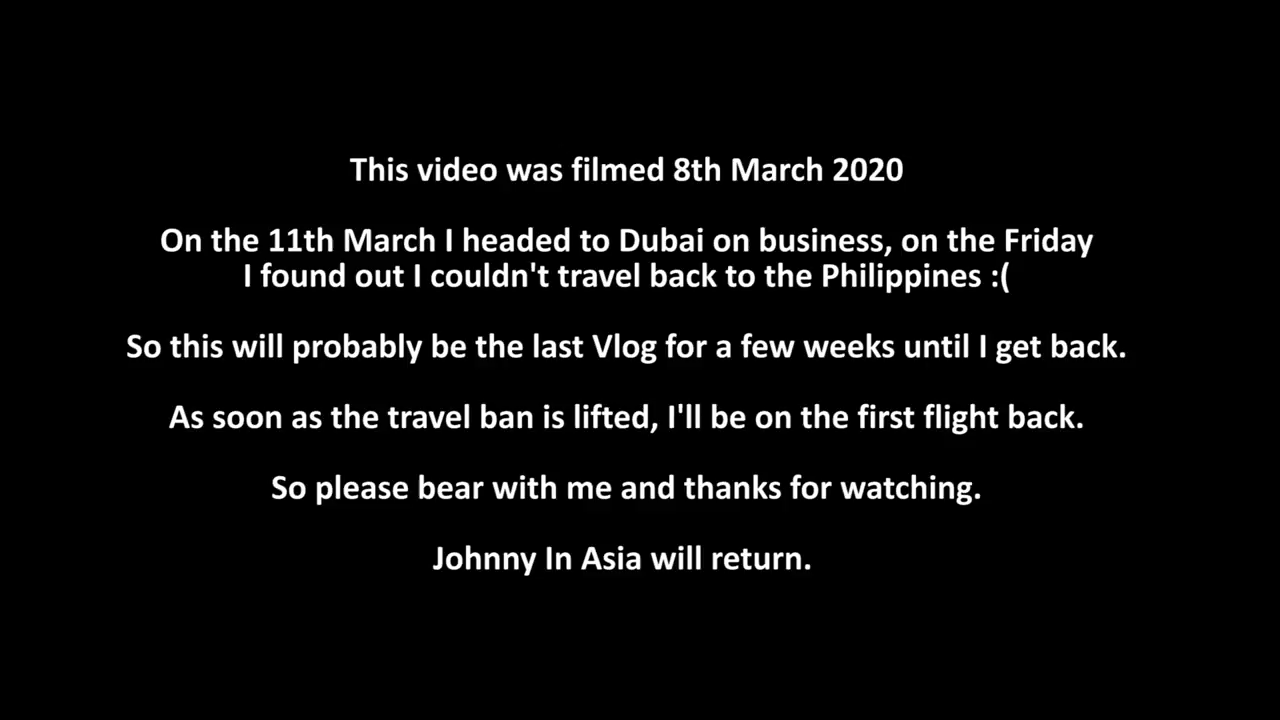 This video was filmed 8th March 2020
On the 11th March I headed to Dubai on business, on the Friday
I found out I couldn't travel back to the Philippines :(
So this will probably be the last Vlog for a few weeks until I get back.
As soon as the travel ban is lifted, I'll be on the first flight back.
So please bear with me and thanks for watching.
Johnny In Asia will return.